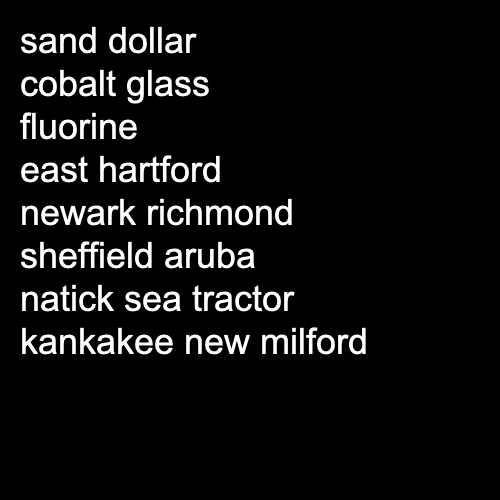 sand dollar
cobalt glass
fluorine
east hartford
newark richmond
sheffield aruba
natick sea tractor
kankakee new milford